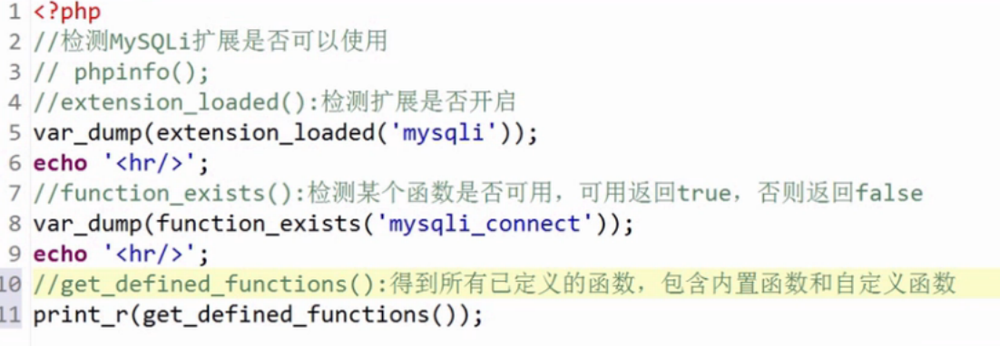 1 <?php
2 //检测MySQLi扩展是否可以使用
3 // phpinfo();
4 //extension_loaded():检测扩展是否开启
5 var_dump(extension_loaded('mysqli'));
6 echo '<hr/>';
7 //function_exists():检测某个函数是否可用，可用返回true，否则返回false
8 var_dump(function_exists('mysqli_connect'));
9 echo '<hr/>';
10 //get_defined_functions():得到所有已定义的函数，包含内置函数和自定义函数
11 print_r(get_defined_functions());